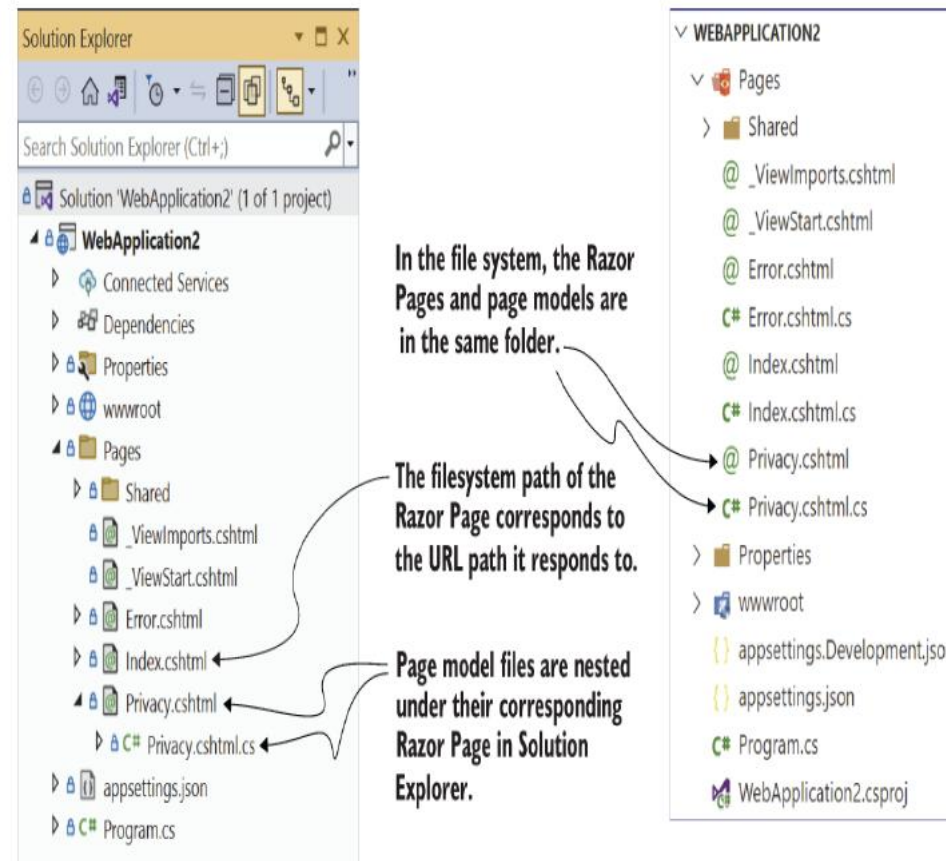 Solution Explorer
Search Solution Explorer (Ctrl+;)
Solution 'WebApplication2' (1 of 1 project)
WebApplication2
Connected Services
Dependencies
Properties
wwwroot
Pages
Shared
_ViewImports.cshtml
_ViewStart.cshtml
Error.cshtml
Index.cshtml
Privacy.cshtml
C# Privacy.cshtml.cs
appsettings.json
C# Program.cs
In the file system, the Razor
Pages and page models are
in the same folder.
The filesystem path of the
Razor Page corresponds to
the URL path it responds to.
Page model files are nested
under their corresponding
Razor Page in Solution
Explorer.
WEBAPPLICATION2
Pages
Shared
@ _ViewImports.cshtml
@ _ViewStart.cshtml
@ Error.cshtml
C# Error.cshtml.cs
@ Index.cshtml
C# Index.cshtml.cs
@ Privacy.cshtml
C# Privacy.cshtml.cs
Properties
wwwroot
{ } appsettings.Development.jso
{ } appsettings.json
C# Program.cs
WebApplication2.csproj